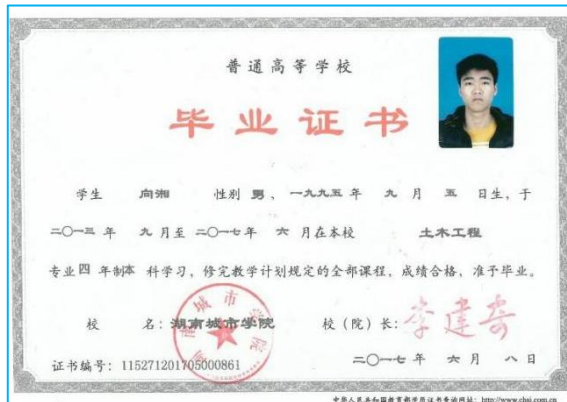 普通高等学校
毕业证书
学生 向湘 性别 男、一九九五年 九 月 五 日生,于
二〇一三年 九 月至 二〇一七年 六 月在本校 土木工程
专业 四 年制 本 科学习,修完教学计划规定的全部课程,成绩合格,准予毕业。
校 名:湖南城市学院 校(院)长:李建奇
证书编号:115271201705000861 二〇一七年 六 月 八 日
中华人民共和国教育部学历证书查询网址:http://www.chsi.com.cn